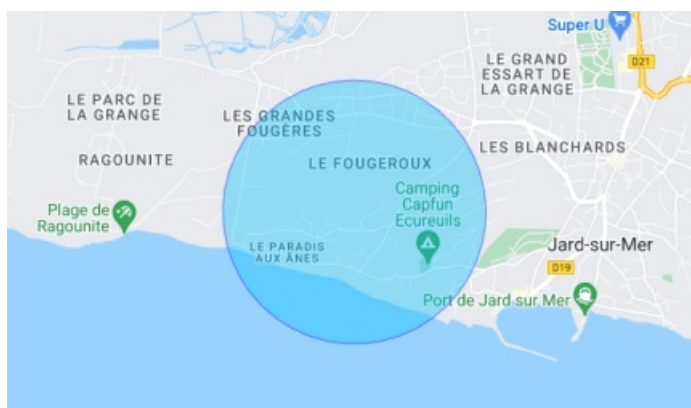 Super U
D21
LE GRAND
ESSART DE
LA GRANGE
LE PARC DE
LA GRANGE
LES GRANDES
FOUGÈRES
RAGOUNITE
LE FOUGEROUX
LES BLANCHARDS
Camping
Capfun
Ecureuils
Plage de
Ragounite
LE PARADIS
AUX ÂNES
Jard-sur-Mer
D19
Port de Jard sur Mer